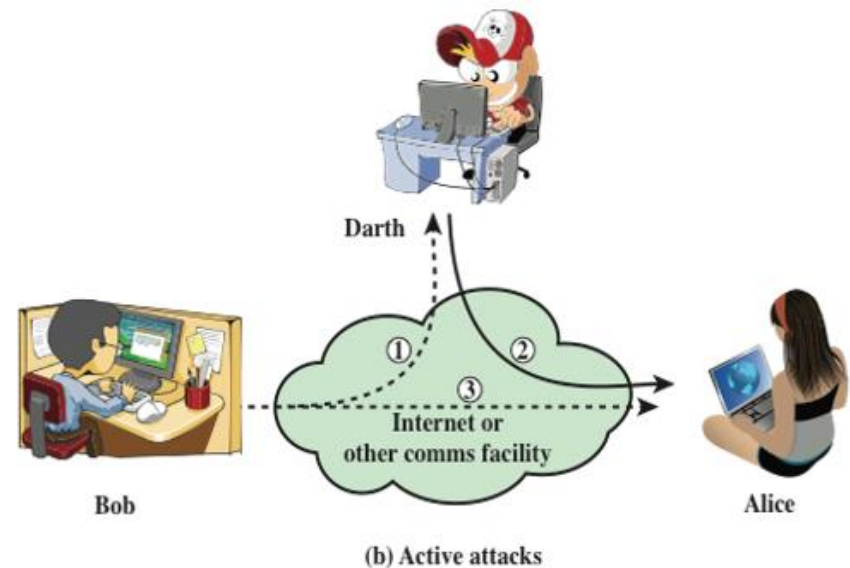 Darth
①
②
③
Internet or
other comms facility
Bob
Alice
(b) Active attacks